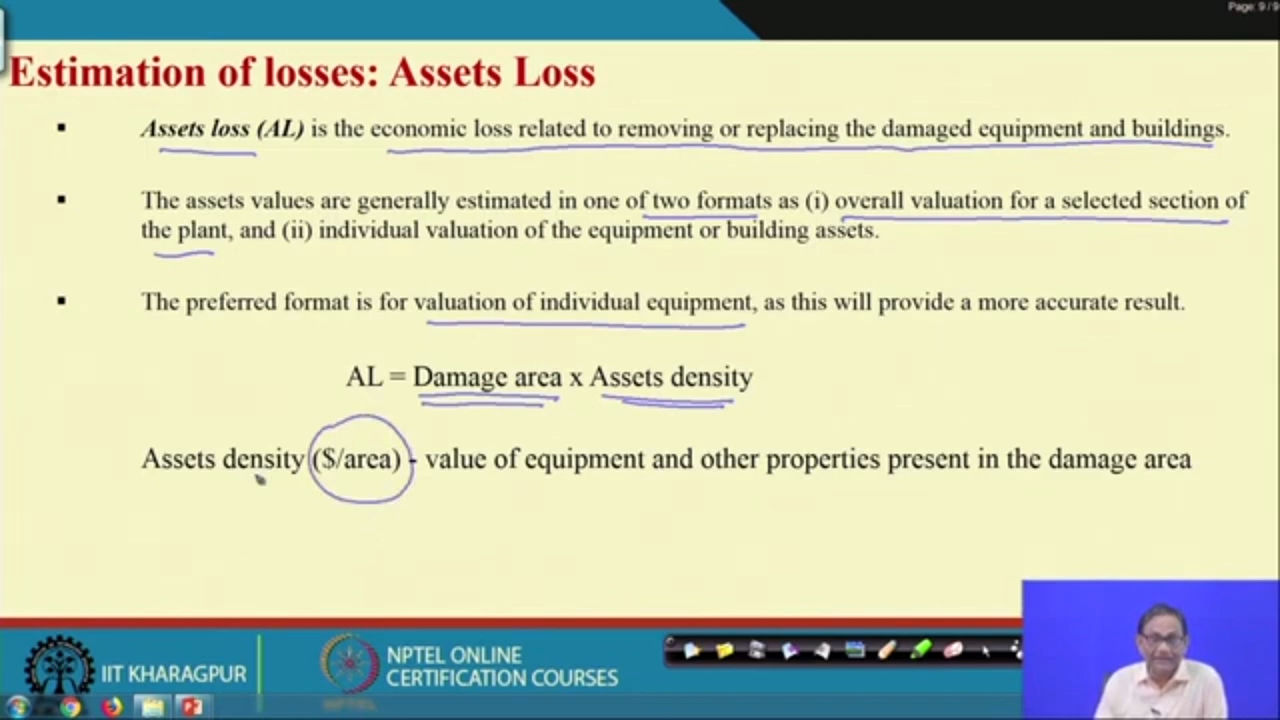 Page: 9 / 9
Estimation of losses: Assets Loss
▪ Assets loss (AL) is the economic loss related to removing or replacing the damaged equipment and buildings.
▪ The assets values are generally estimated in one of two formats as (i) overall valuation for a selected section of
the plant, and (ii) individual valuation of the equipment or building assets.
▪ The preferred format is for valuation of individual equipment, as this will provide a more accurate result.
AL = Damage area x Assets density
Assets density ($/area) - value of equipment and other properties present in the damage area
IIT KHARAGPUR
NPTEL ONLINE
CERTIFICATION COURSES